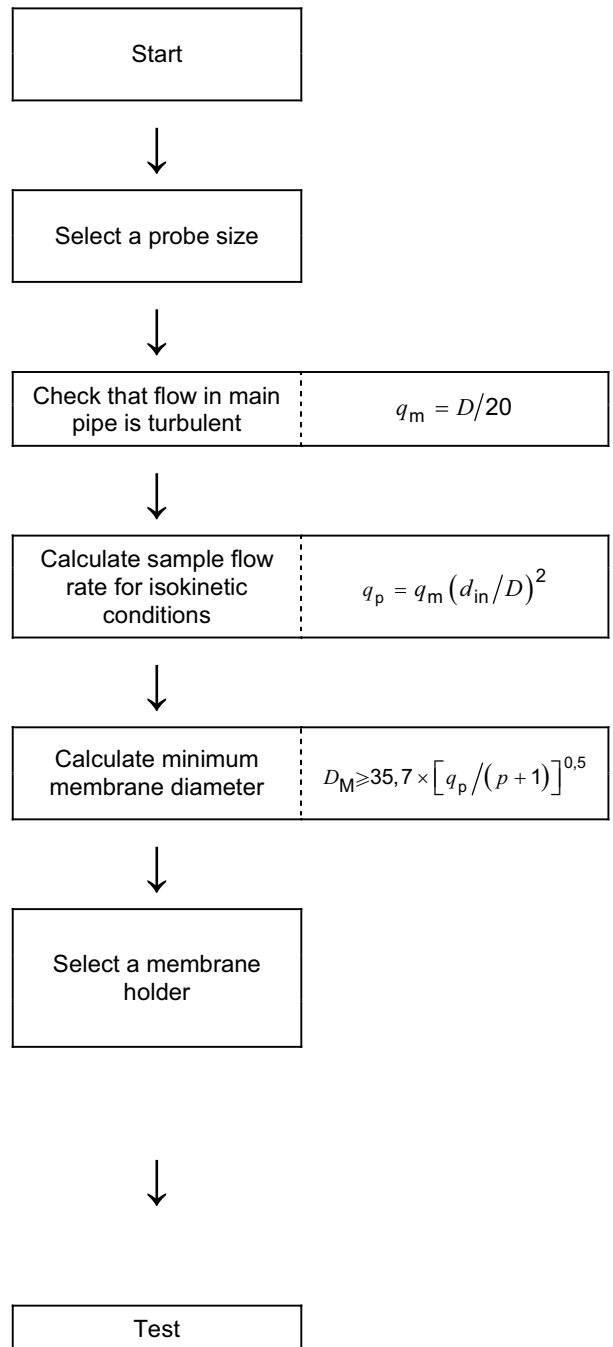 Start
Select a probe size
Check that flow in main
pipe is turbulent
q_m = D/20
Calculate sample flow
rate for isokinetic
conditions
q_p = q_m (d_in/D)^2
Calculate minimum
membrane diameter
D_M ≥ 35,7 × [q_p/(p + 1)]^0,5
Select a membrane
holder
Test